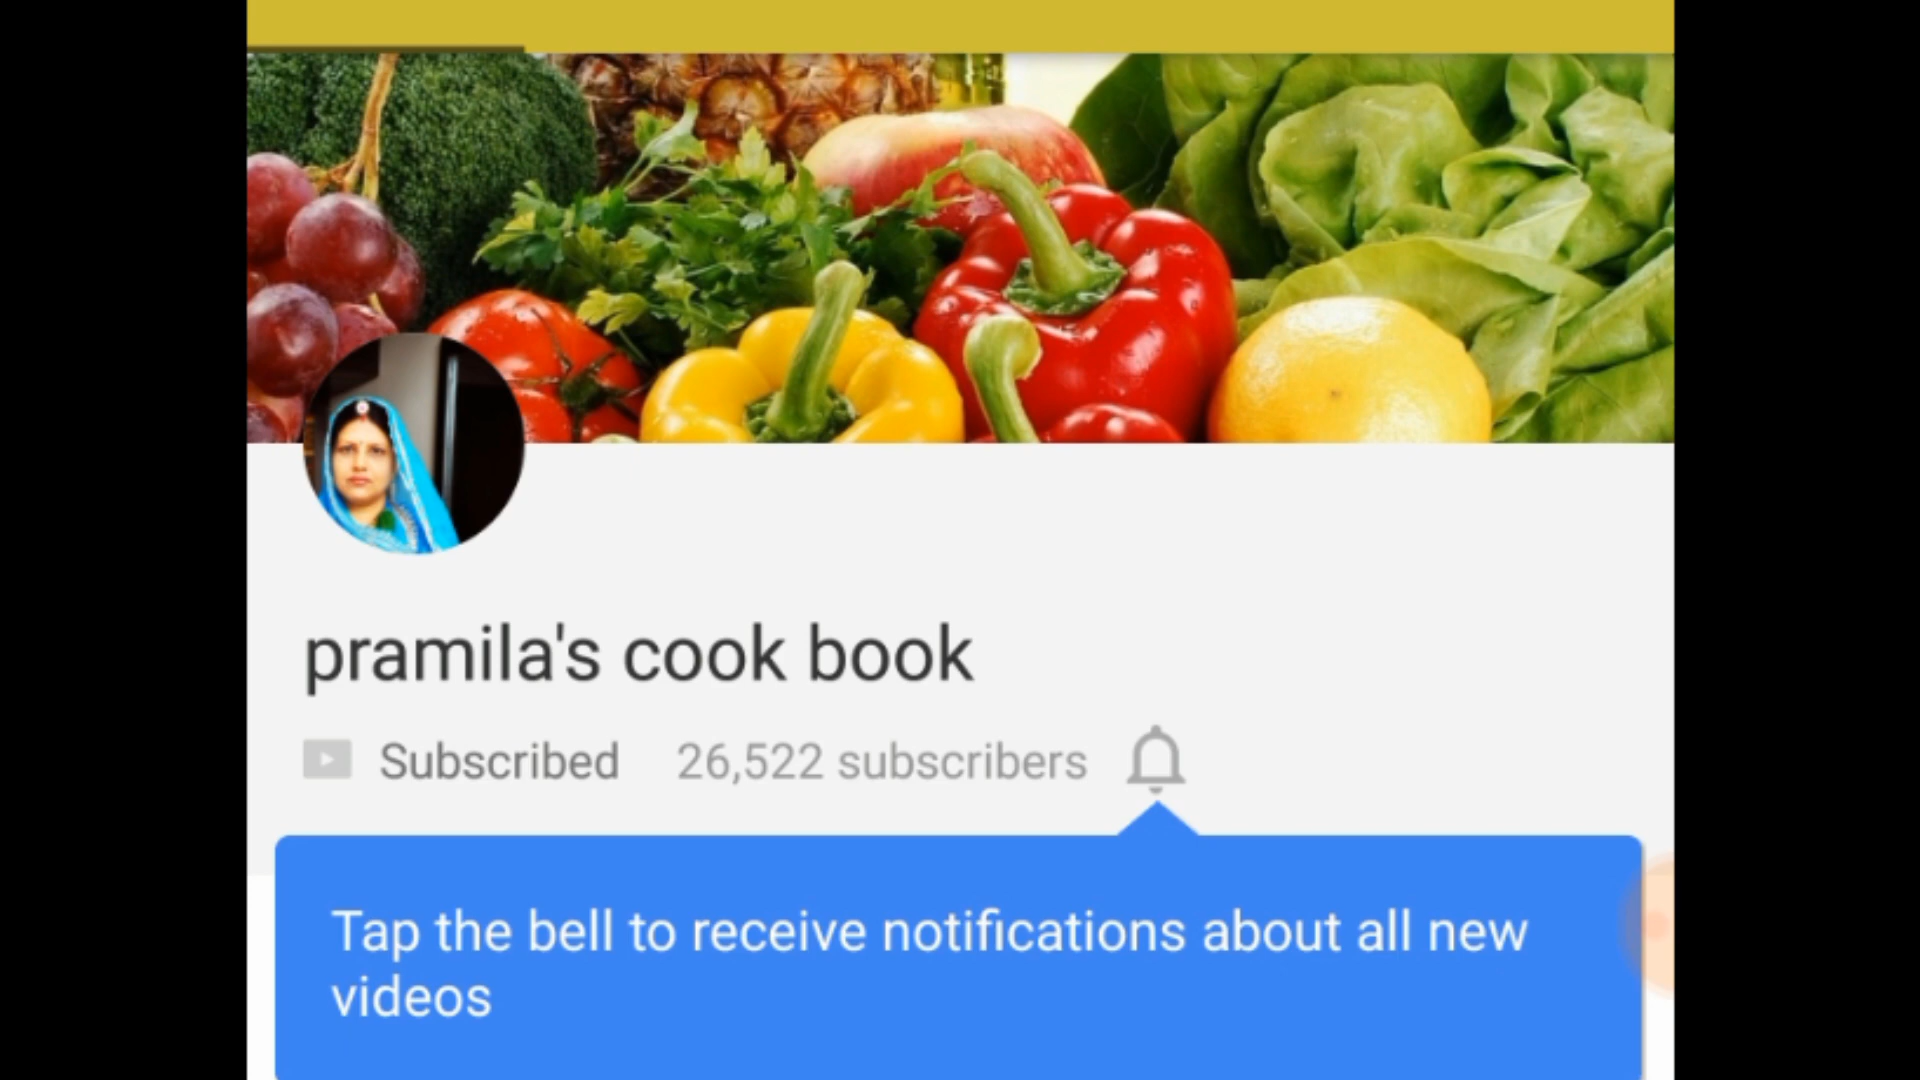 pramila's cook book
Subscribed 26,522 subscribers
Tap the bell to receive notifications about all new
videos